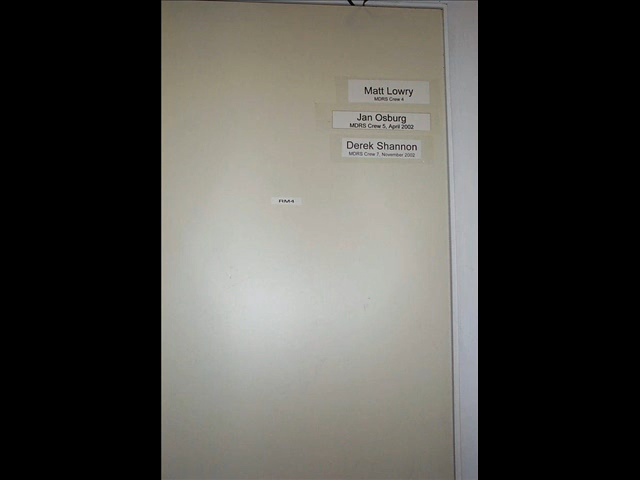 Matt Lowry
MDRS Crew 4
Jan Osburg
MDRS Crew 5, April 2002
Derek Shannon
MDRS Crew 7, November 2002